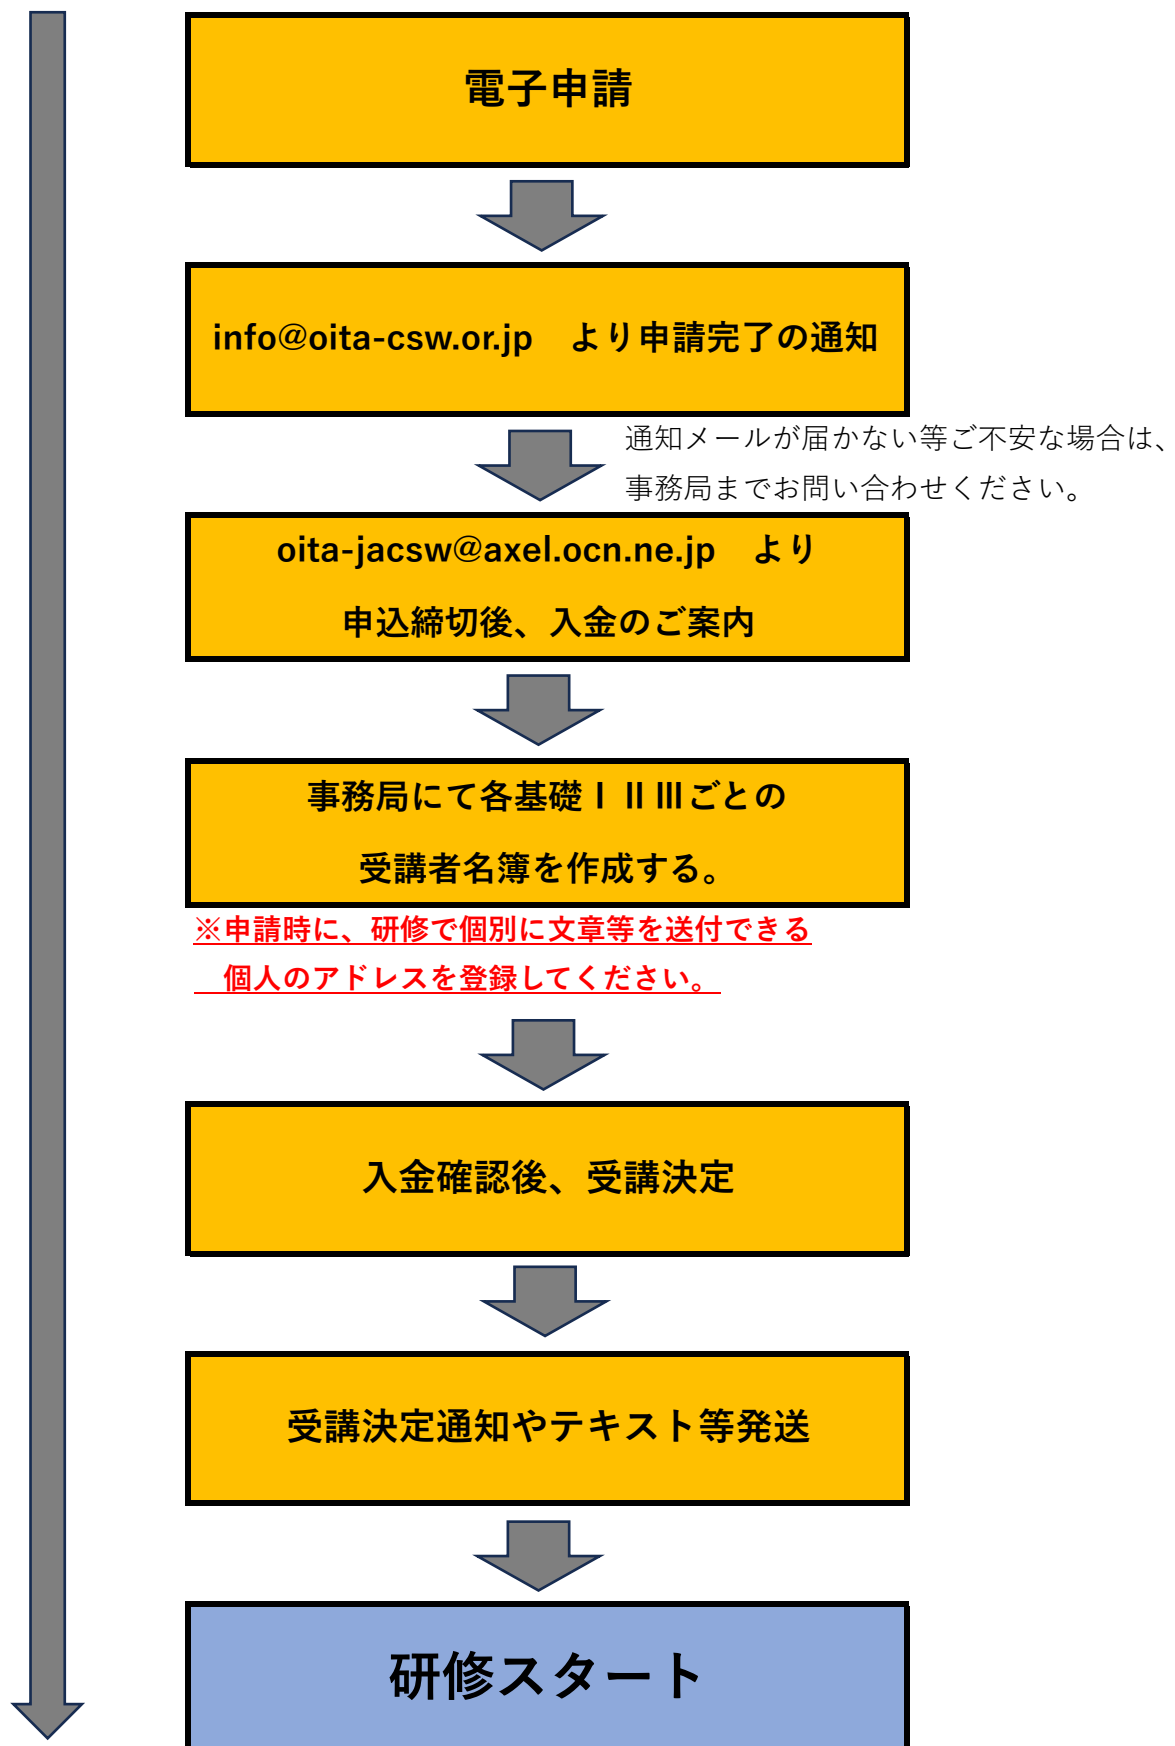 電子申請
info@oita-csw.or.jp　より申請完了の通知
通知メールが届かない等ご不安な場合は、
事務局までお問い合わせください。
oita-jacsw@axel.ocn.ne.jp　より
申込締切後、入金のご案内
事務局にて各基礎ⅠⅡⅢごとの
受講者名簿を作成する。
※申請時に、研修で個別に文章等を送付できる
　個人のアドレスを登録してください。
入金確認後、受講決定
受講決定通知やテキスト等発送
研修スタート